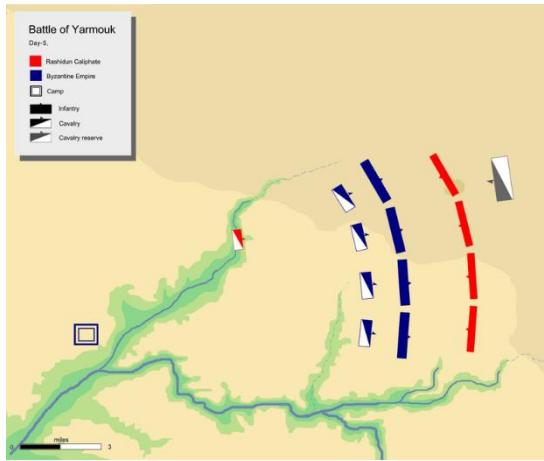 Battle of Yarmouk
Day-5,
Rashidun Caliphate
Byzantine Empire
Camp
Infantry
Cavalry
Cavalry reserve
miles
0 3